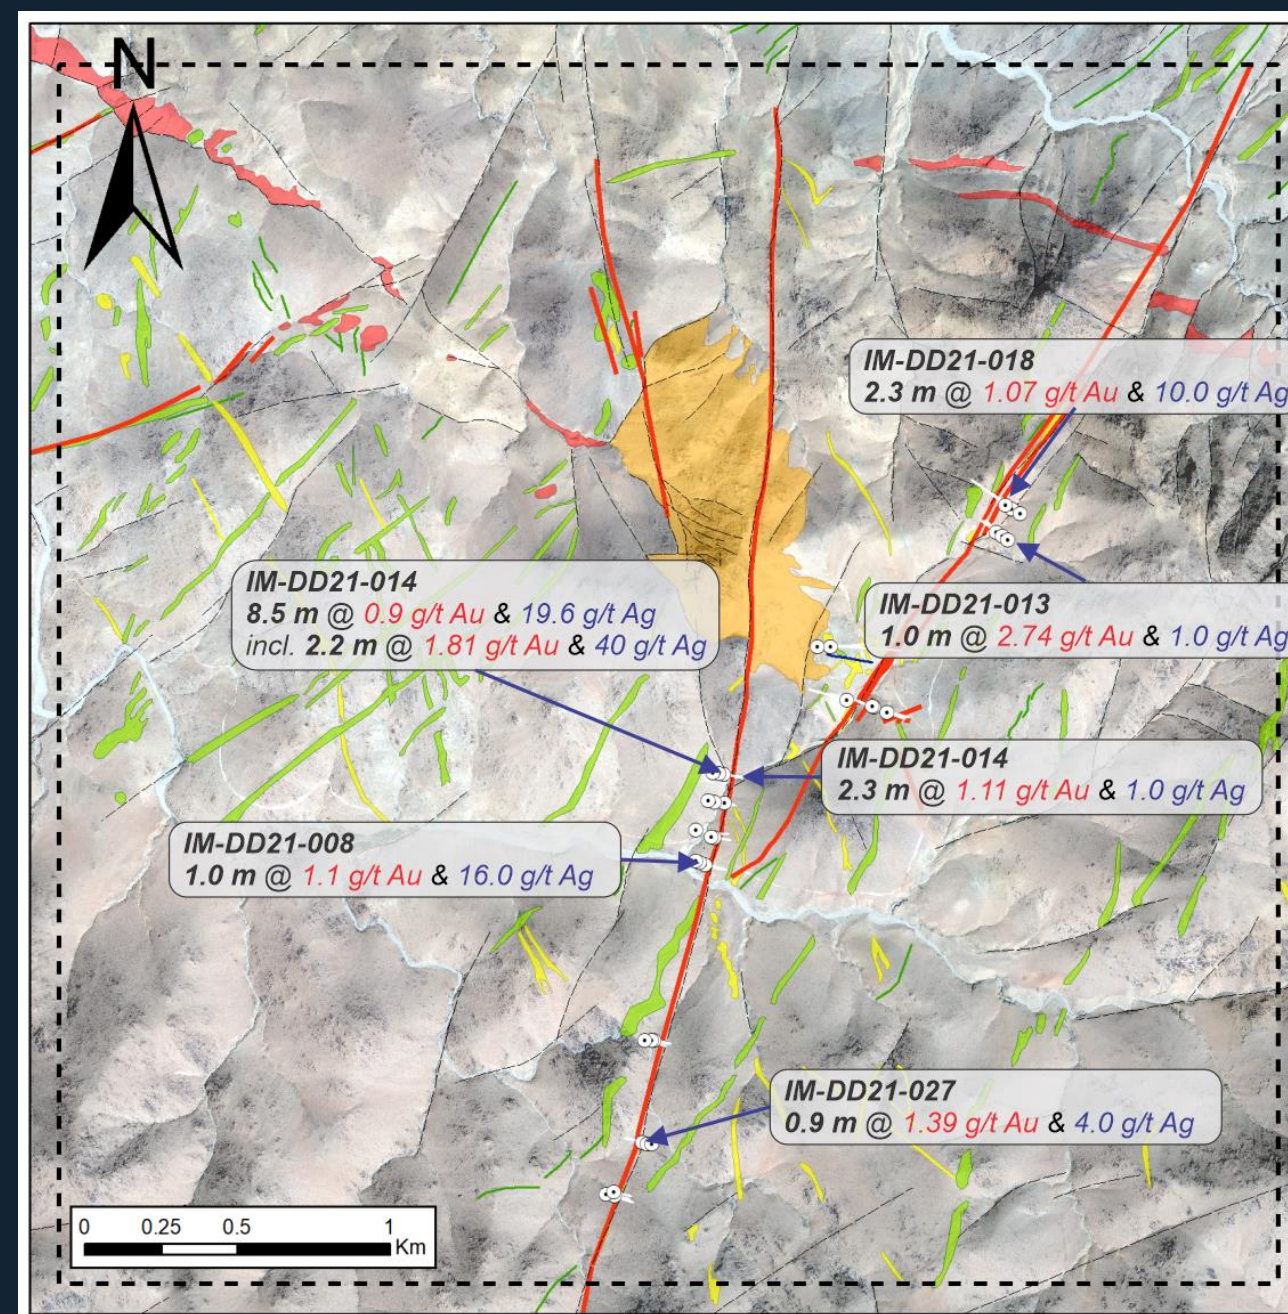 N
IM-DD21-018
2.3 m @ 1.07 g/t Au & 10.0 g/t Ag
IM-DD21-014
8.5 m @ 0.9 g/t Au & 19.6 g/t Ag
incl. 2.2 m @ 1.81 g/t Au & 40 g/t Ag
IM-DD21-013
1.0 m @ 2.74 g/t Au & 1.0 g/t Ag
IM-DD21-014
2.3 m @ 1.11 g/t Au & 1.0 g/t Ag
IM-DD21-008
1.0 m @ 1.1 g/t Au & 16.0 g/t Ag
IM-DD21-027
0.9 m @ 1.39 g/t Au & 4.0 g/t Ag
0 0.25 0.5 1
Km